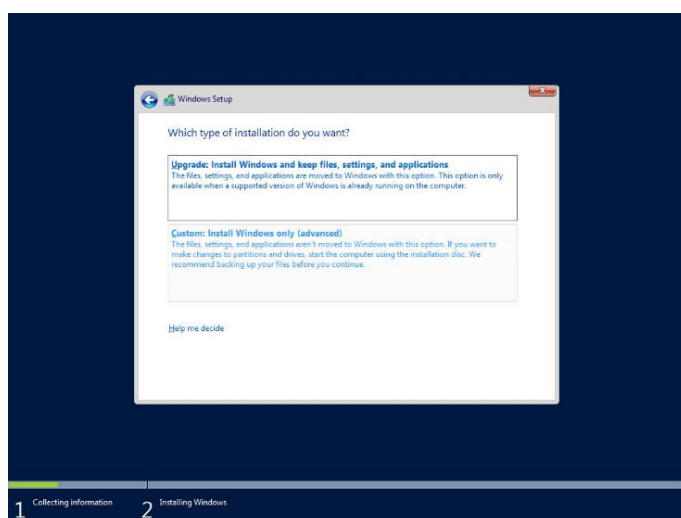 Windows Setup
Which type of installation do you want?
Upgrade: Install Windows and keep files, settings, and applications
The files, settings, and applications are moved to Windows with this option. This option is only
available when a supported version of Windows is already running on the computer.
Custom: Install Windows only (advanced)
The files, settings, and applications aren't moved to Windows with this option. If you want to
make changes to partitions and drives, start the computer using the installation disc. We
recommend backing up your files before you continue.
Help me decide
1 Collecting information 2 Installing Windows